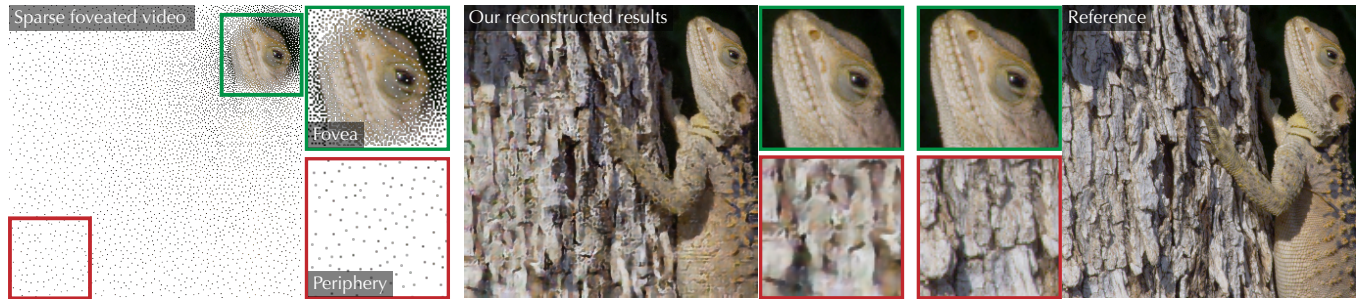 Sparse foveated video
Fovea
Periphery
Our reconstructed results
Reference